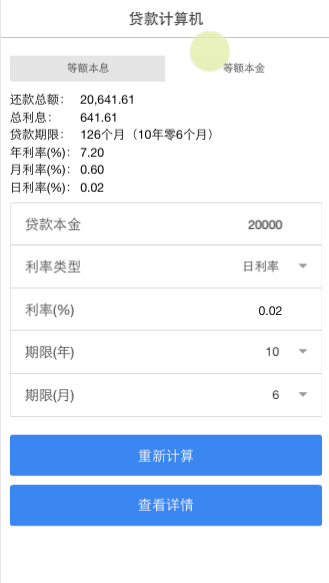 贷款计算机
等额本息 等额本金
还款总额： 20,641.61
总利息： 641.61
贷款期限： 126个月（10年零6个月）
年利率(%)： 7.20
月利率(%)： 0.60
日利率(%)： 0.02
贷款本金 20000
利率类型 日利率
利率(%) 0.02
期限(年) 10
期限(月) 6
重新计算
查看详情